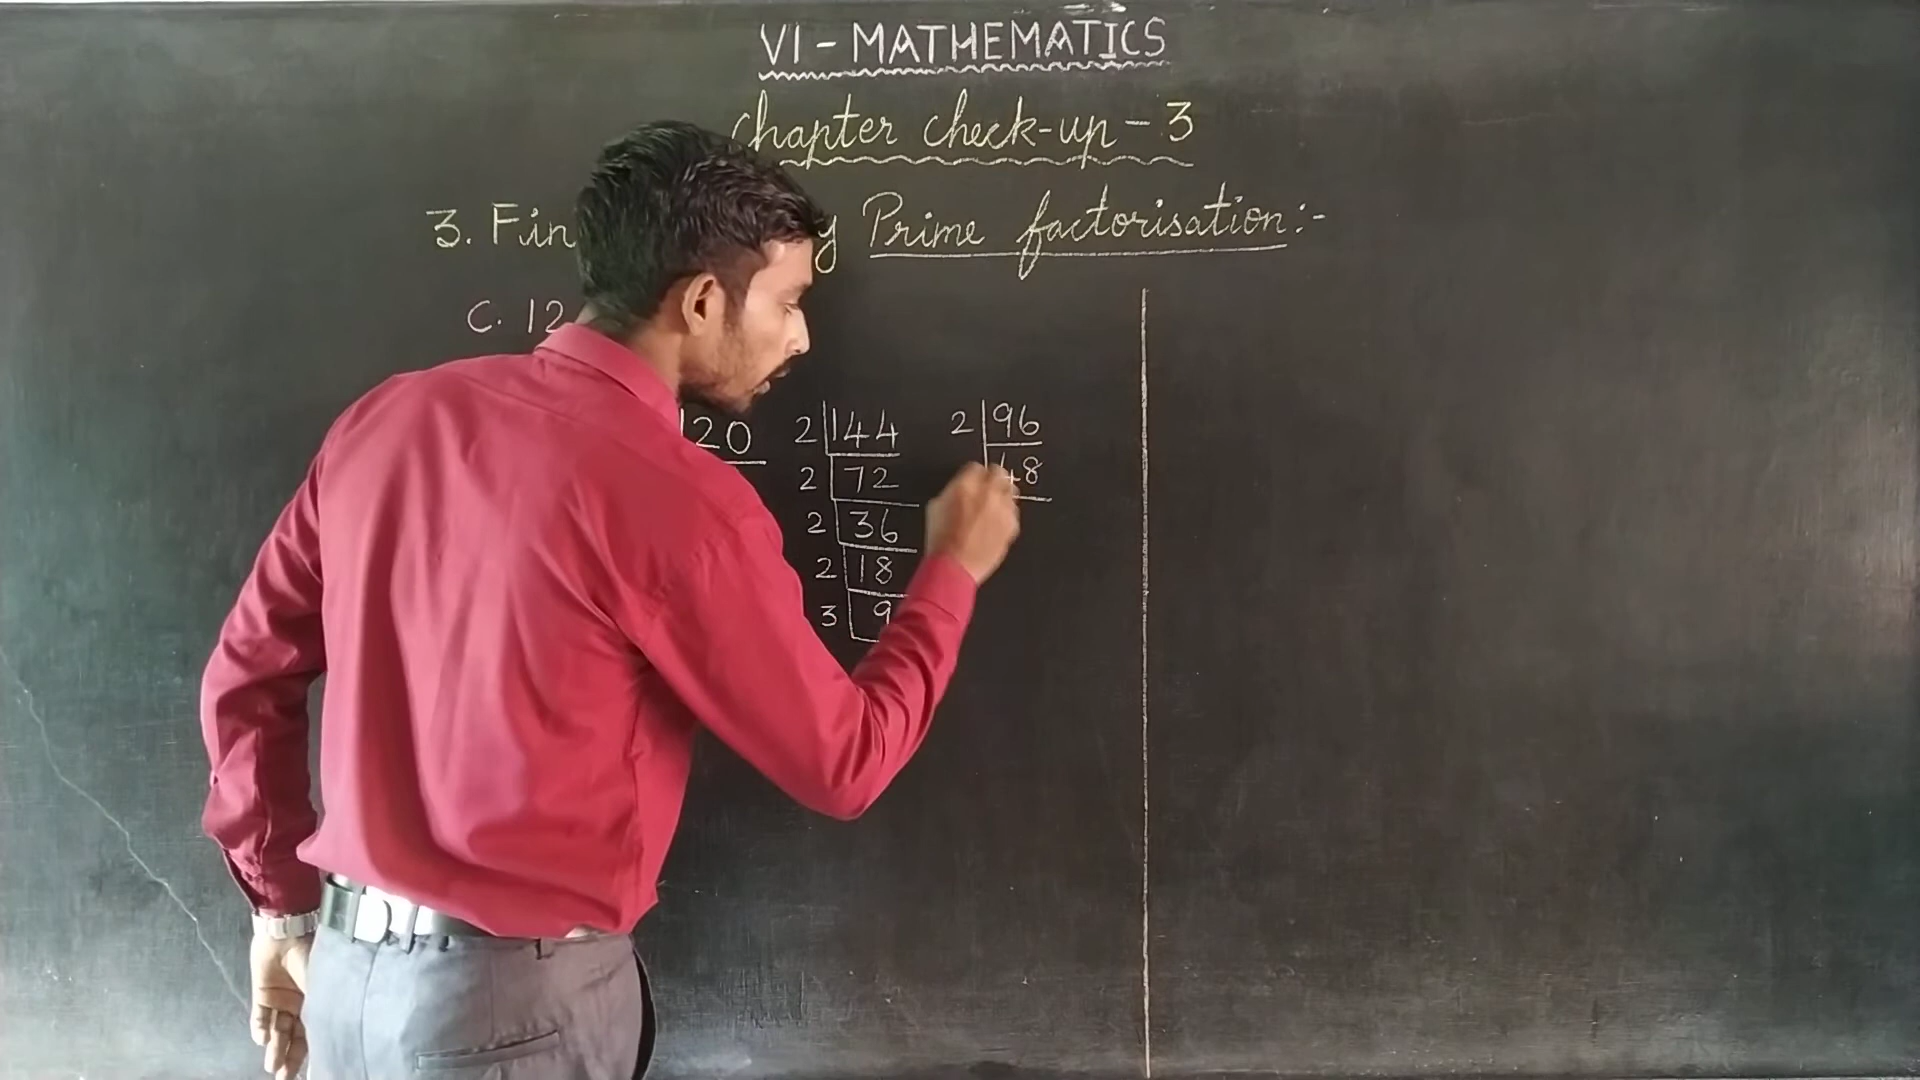 VI - MATHEMATICS
Chapter check-up - 3
3. Fin y Prime factorisation:-
C. 12
120 2 144 2 96
2 72 48
2 36
2 18
3 9